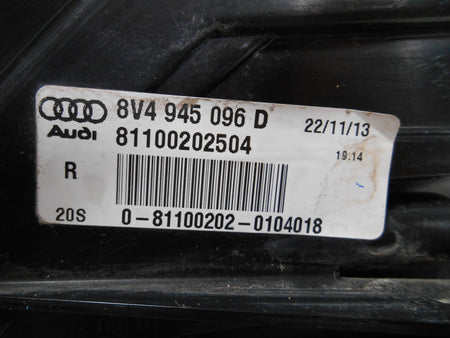 8V4 945 096 D
22/11/13
Audi
81100202504
19.14
R
20S
0-81100202-0104018